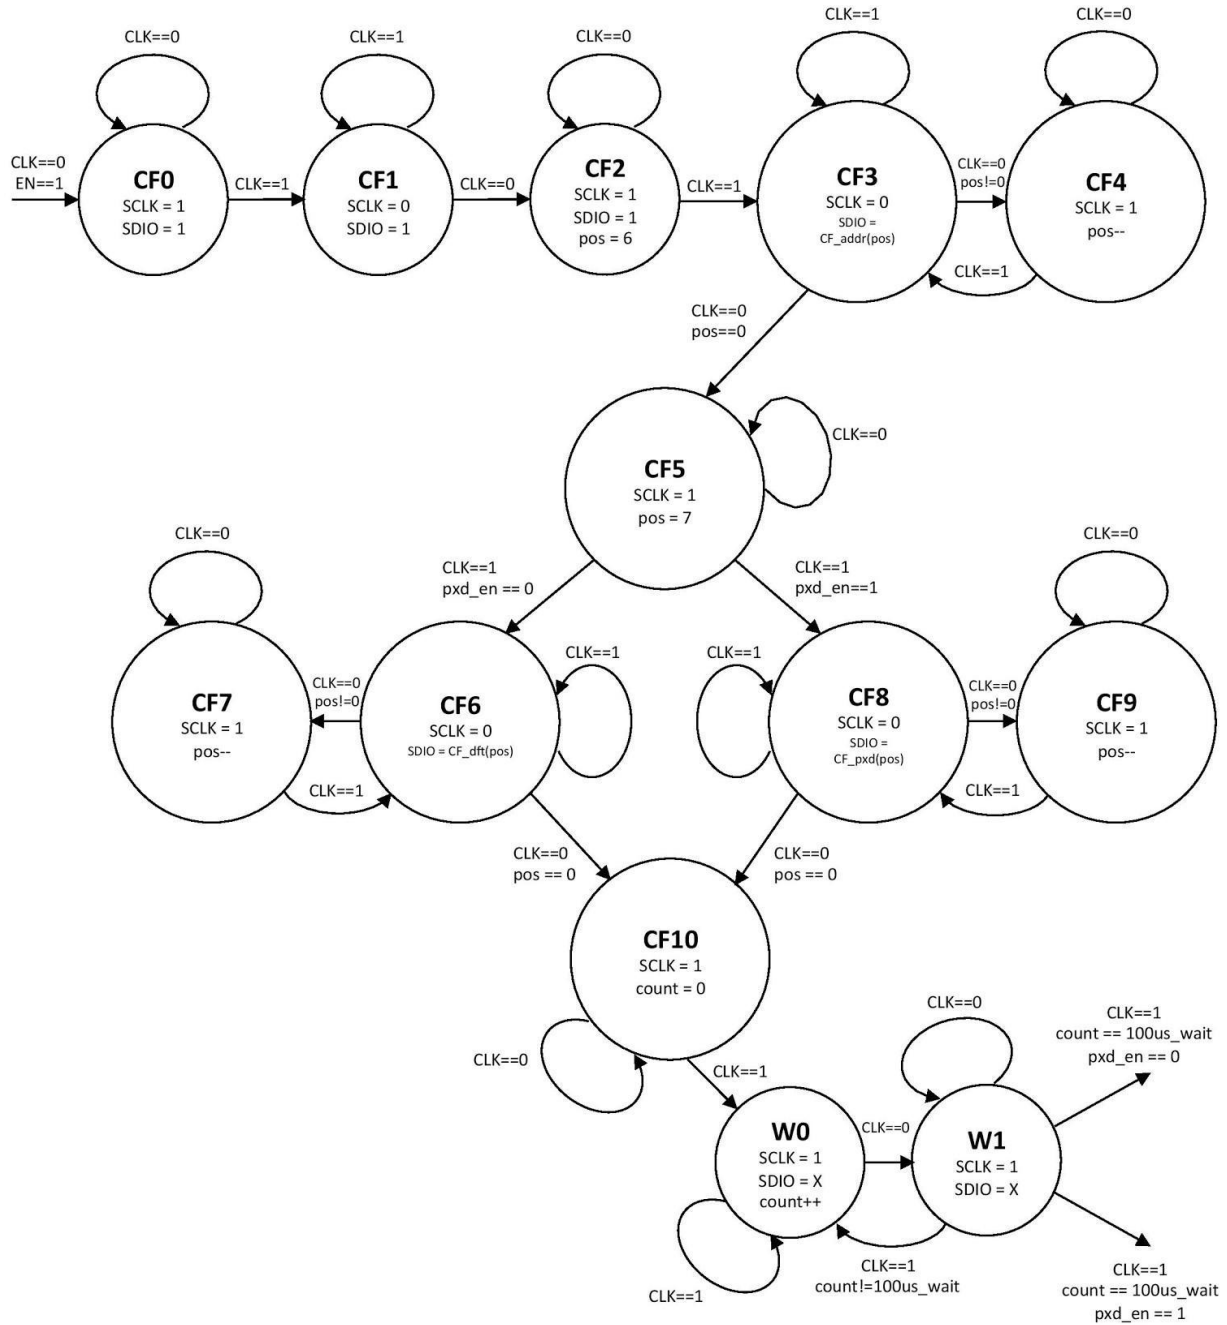 CLK==0
CLK==1
CLK==0
CLK==1
CLK==0
CLK==0
EN==1
CF0
SCLK = 1
SDIO = 1
CLK==1
CF1
SCLK = 0
SDIO = 1
CLK==0
CF2
SCLK = 1
SDIO = 1
pos = 6
CLK==1
CF3
SCLK = 0
SDIO =
CF_addr(pos)
CLK==0
pos!=0
CF4
SCLK = 1
pos--
CLK==1
CLK==0
pos==0
CF5
SCLK = 1
pos = 7
CLK==0
CLK==1
pxd_en == 0
CLK==1
pxd_en==1
CLK==0
CLK==0
CF7
SCLK = 1
pos--
CLK==0
pos!=0
CF6
SCLK = 0
SDIO = CF_dft(pos)
CLK==1
CLK==1
CF8
SCLK = 0
SDIO =
CF_pxd(pos)
CLK==0
pos!=0
CF9
SCLK = 1
pos--
CLK==1
CLK==1
CLK==0
pos == 0
CLK==0
pos == 0
CF10
SCLK = 1
count = 0
CLK==0
CLK==1
CLK==0
CLK==1
count == 100us_wait
pxd_en == 0
W0
SCLK = 1
SDIO = X
count++
CLK==0
W1
SCLK = 1
SDIO = X
CLK==1
CLK==1
count!=100us_wait
CLK==1
count == 100us_wait
pxd_en == 1